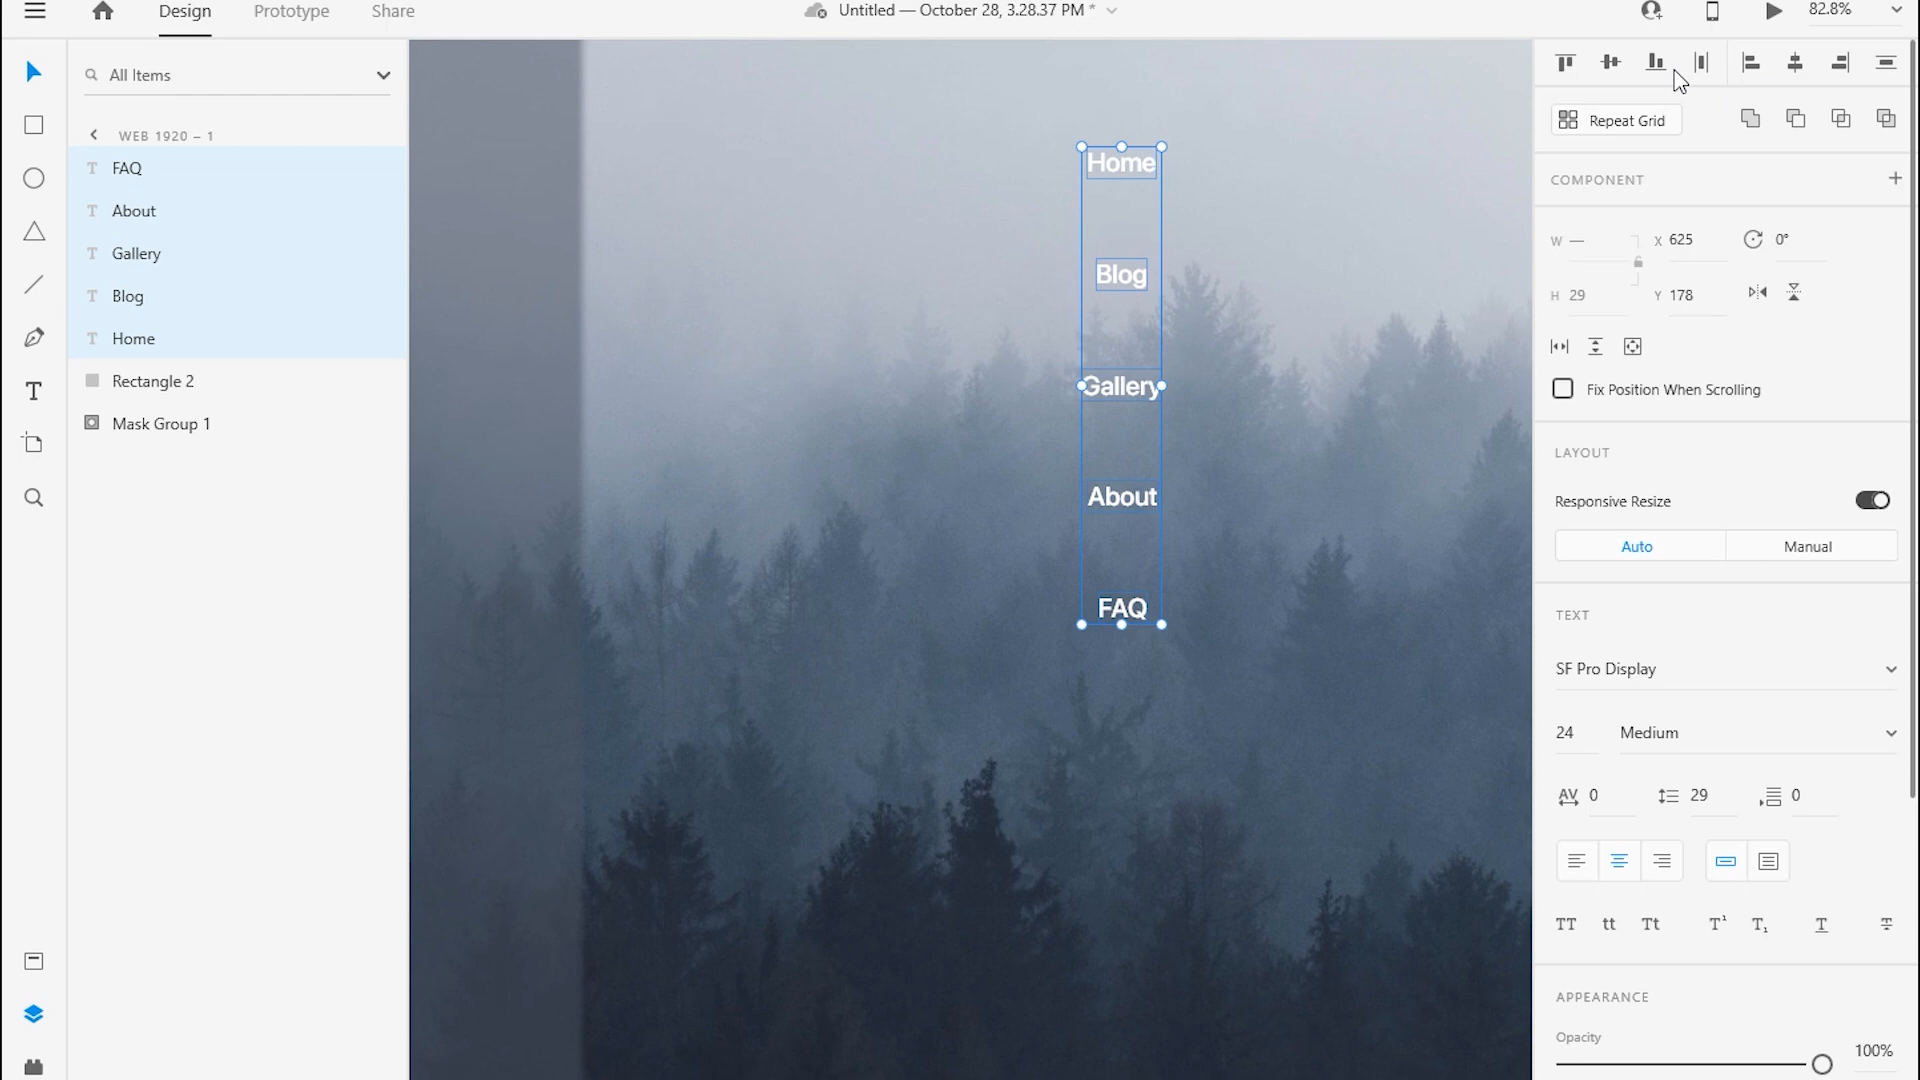 Design
Prototype
Share
Untitled — October 28, 3.28.37 PM *
82.8%
All Items
WEB 1920 – 1
T FAQ
T About
T Gallery
T Blog
T Home
Rectangle 2
Mask Group 1
Home
Blog
Gallery
About
FAQ
Repeat Grid
COMPONENT
W — X 625 0°
H 29 Y 178
Fix Position When Scrolling
LAYOUT
Responsive Resize
Auto Manual
TEXT
SF Pro Display
24 Medium
AV 0 29 0
TT tt Tt T¹ T₁ T T
APPEARANCE
Opacity
100%